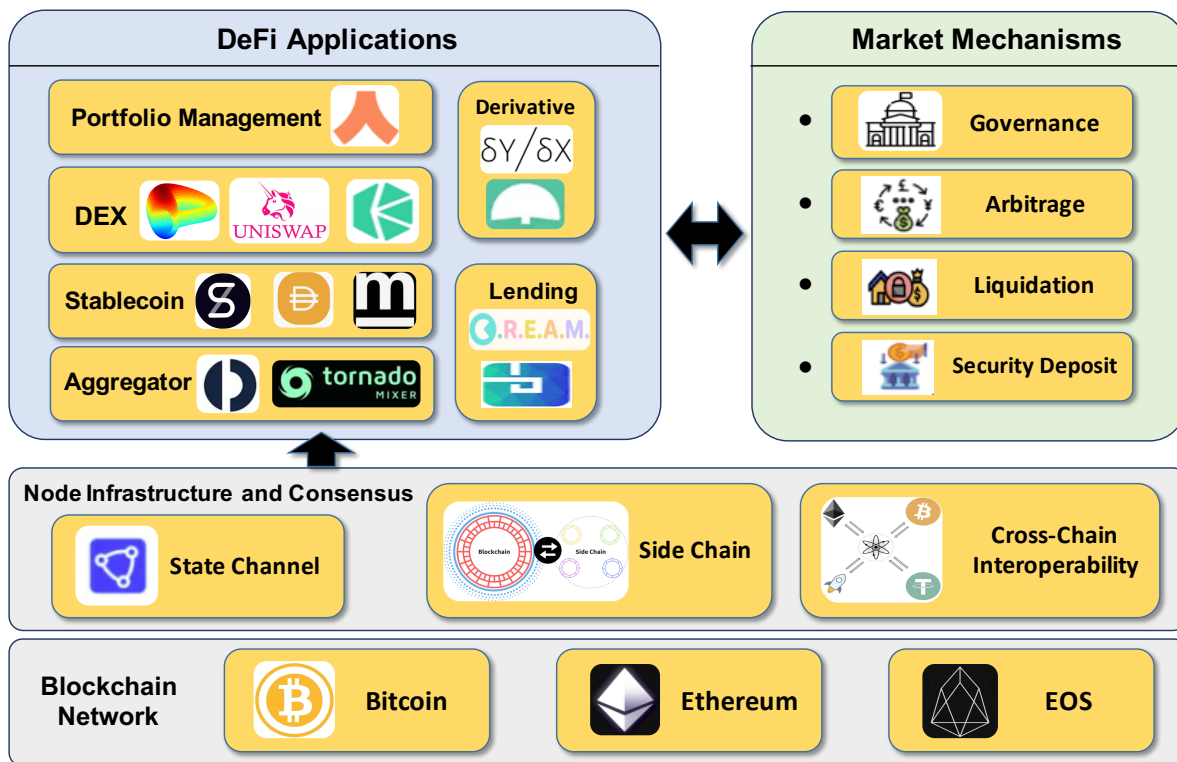 DeFi Applications
Portfolio Management
DEX
UNISWAP
Stablecoin
Aggregator
tornado
MIXER
Derivative
δY/δX
Lending
C.R.E.A.M.
Market Mechanisms
• Governance
• Arbitrage
• Liquidation
• Security Deposit
Node Infrastructure and Consensus
State Channel
Blockchain
Side Chain
Side Chain
Cross-Chain
Interoperability
Blockchain
Network
Bitcoin
Ethereum
EOS